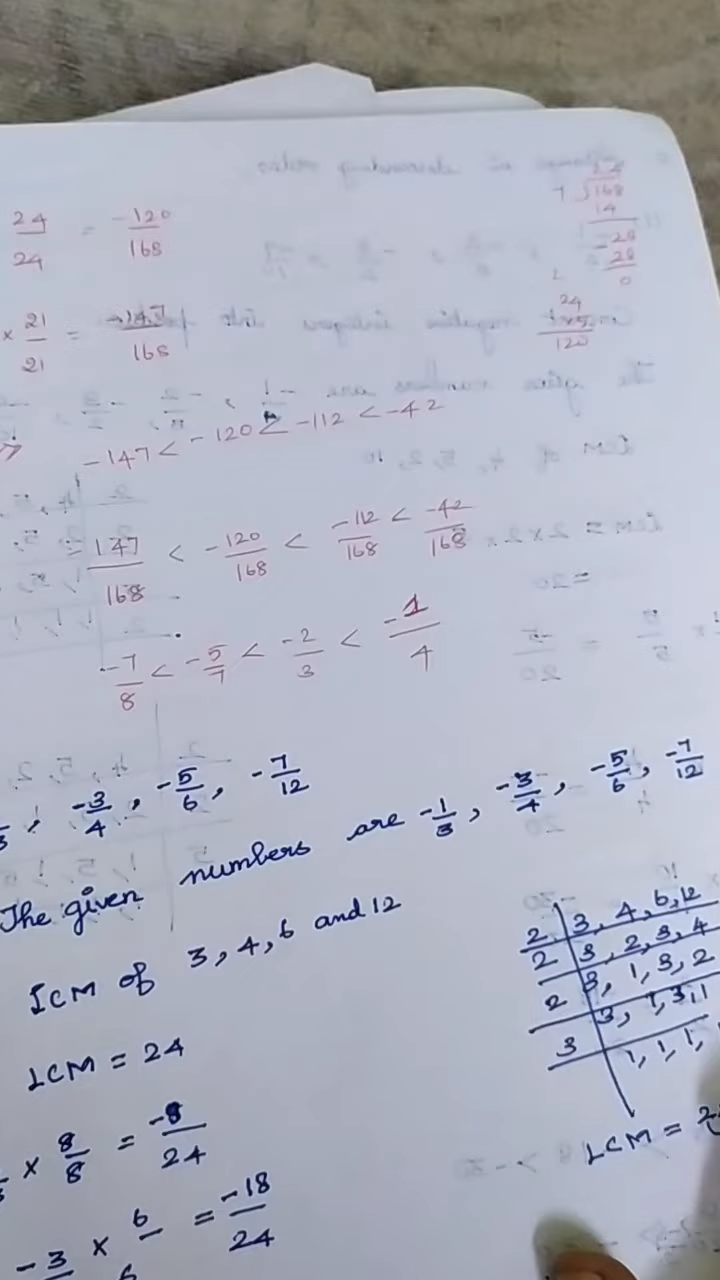 24/24 = -120/168
7 ) 168 ( 24
14
28
28
0
× 21/21 = -147/168
24
× 5
120
-147 < -120 < -112 < -42
147/168 < -120/168 < -112/168 < -42/168
-7/8 < -5/7 < -2/3 < -1/4
, -3/4, -5/6, -7/12
The given numbers are -1/3, -3/4, -5/6, -7/12
LCM of 3, 4, 6 and 12
2 | 3, 4, 6, 12
2 | 3, 2, 3, 4
2 | 3, 1, 3, 2
3 | 3, 1, 3, 1
1, 1, 1,
LCM = 24
LCM =
× 8/8 = -8/24
-3 × 6/6 = -18/24